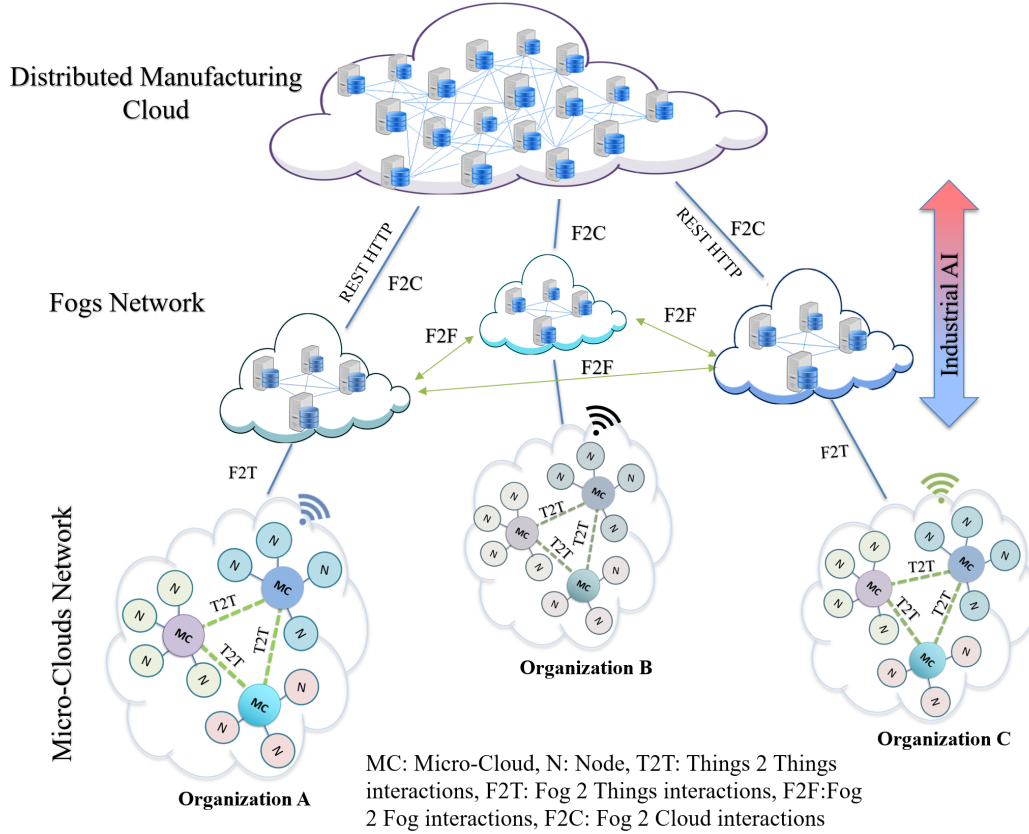 Distributed Manufacturing
Cloud
REST HTTP
F2C
F2C
REST HTTP
F2C
Industrial AI
Fogs Network
F2F
F2F
F2F
F2T
F2T
Micro-Clouds Network
N
N
N
N
MC
T2T
N
N
N
N
MC
T2T
T2T
MC
N
N
N
Organization A
N
N
N
N
MC
T2T
N
N
N
N
MC
T2T
T2T
MC
N
N
N
Organization B
N
N
N
N
MC
T2T
N
N
N
N
MC
T2T
T2T
MC
N
N
N
Organization C
MC: Micro-Cloud, N: Node, T2T: Things 2 Things
interactions, F2T: Fog 2 Things interactions, F2F:Fog
2 Fog interactions, F2C: Fog 2 Cloud interactions